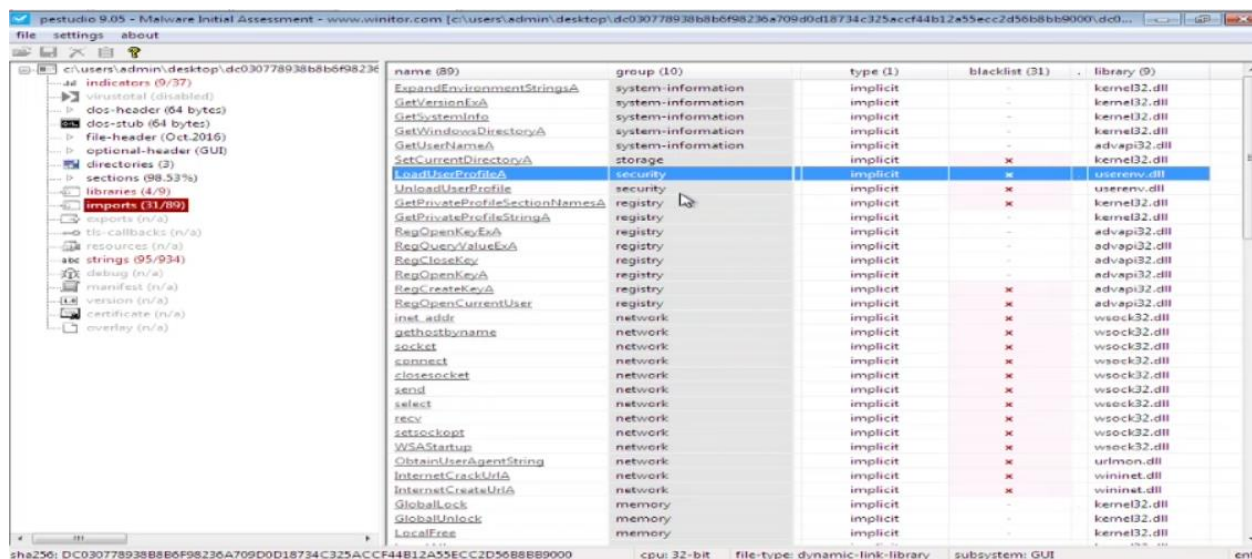 pestudio 9.05 - Malware Initial Assessment - www.winitor.com [c:\users\admin\desktop\dc030778938b8b6f98236a709d0d18734c325accf44b12a55ecc2d56b8bb9000\dc0...
file settings about
c:\users\admin\desktop\dc030778938b8b6f98236
indicators (9/37)
virustotal (disabled)
dos-header (64 bytes)
dos-stub (64 bytes)
file-header (Oct.2016)
optional-header (GUI)
directories (3)
sections (98.53%)
libraries (4/9)
imports (31/89)
exports (n/a)
tls-callbacks (n/a)
resources (n/a)
abc strings (95/934)
debug (n/a)
manifest (n/a)
version (n/a)
certificate (n/a)
overlay (n/a)
name (89) group (10) type (1) blacklist (31) . library (9)
ExpandEnvironmentStringsA system-information implicit - kernel32.dll
GetVersionExA system-information implicit - kernel32.dll
GetSystemInfo system-information implicit - kernel32.dll
GetWindowsDirectoryA system-information implicit - kernel32.dll
GetUserNameA system-information implicit - advapi32.dll
SetCurrentDirectoryA storage implicit × kernel32.dll
LoadUserProfileA security implicit × userenv.dll
UnloadUserProfile security implicit × userenv.dll
GetPrivateProfileSectionNamesA registry implicit × kernel32.dll
GetPrivateProfileStringA registry implicit - kernel32.dll
RegOpenKeyExA registry implicit - advapi32.dll
RegQueryValueExA registry implicit - advapi32.dll
RegCloseKey registry implicit - advapi32.dll
RegOpenKeyA registry implicit - advapi32.dll
RegCreateKeyA registry implicit × advapi32.dll
RegOpenCurrentUser registry implicit × advapi32.dll
inet_addr network implicit × wsock32.dll
gethostbyname network implicit × wsock32.dll
socket network implicit × wsock32.dll
connect network implicit × wsock32.dll
closesocket network implicit × wsock32.dll
send network implicit × wsock32.dll
select network implicit × wsock32.dll
recv network implicit × wsock32.dll
setsockopt network implicit × wsock32.dll
WSAStartup network implicit × wsock32.dll
ObtainUserAgentString network implicit × urlmon.dll
InternetCrackUrlA network implicit × wininet.dll
InternetCreateUrlA network implicit × wininet.dll
GlobalLock memory implicit - kernel32.dll
GlobalUnlock memory implicit - kernel32.dll
LocalFree memory implicit - kernel32.dll
sha256: DC030778938B8B6F98236A709D0D18734C325ACCF44B12A55ECC2D56B8BB9000 cpu: 32-bit file-type: dynamic-link-library subsystem: GUI ent